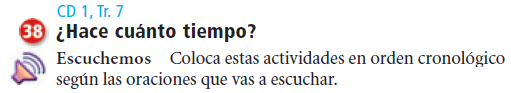 CD 1, Tr. 7
38 ¿Hace cuánto tiempo?
Escuchemos Coloca estas actividades en orden cronológico
según las oraciones que vas a escuchar.